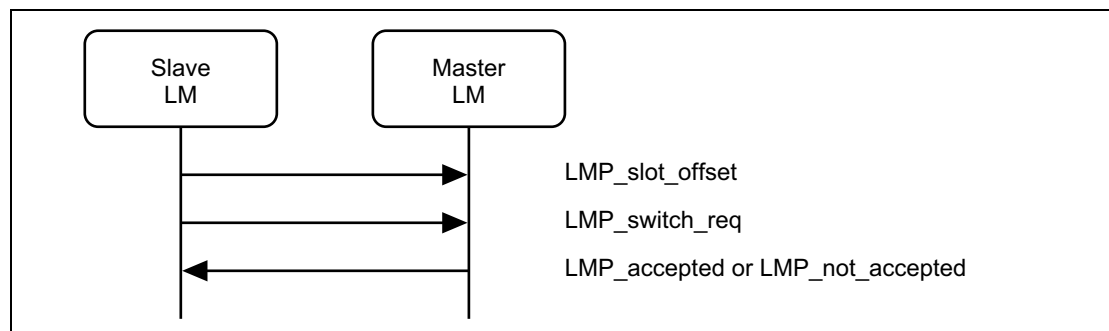 Slave
LM
Master
LM
LMP_slot_offset
LMP_switch_req
LMP_accepted or LMP_not_accepted